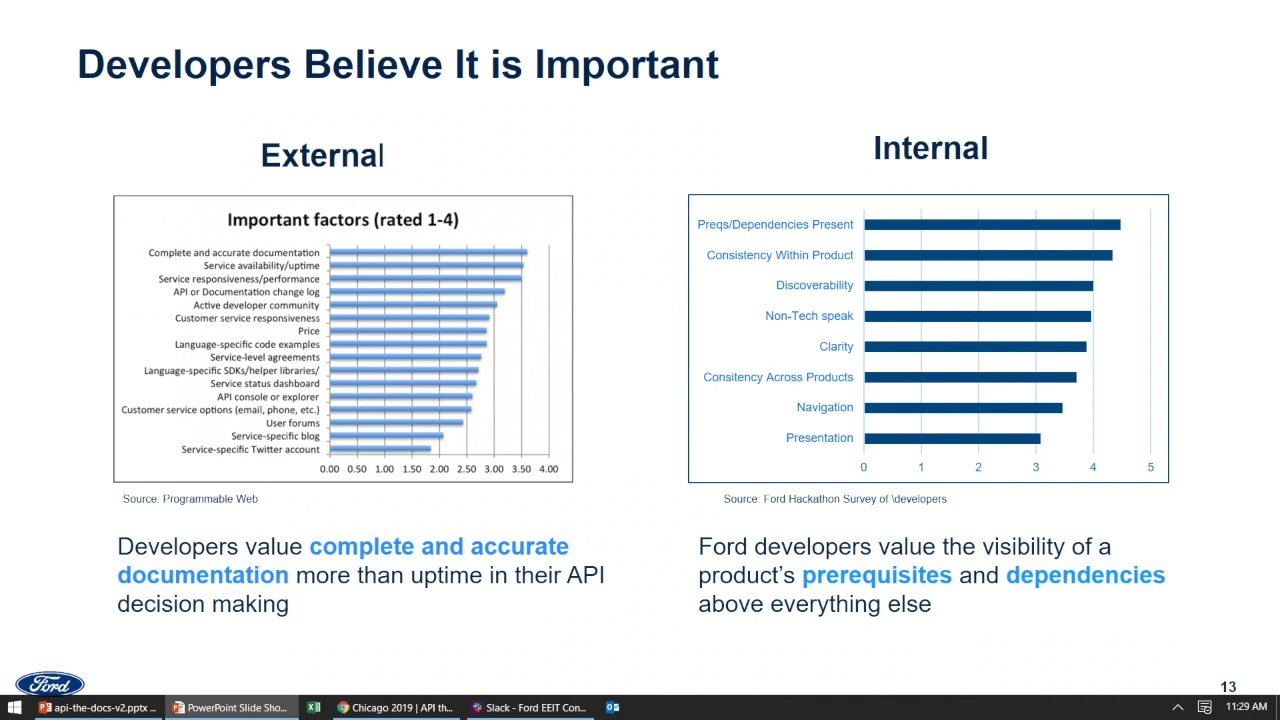 Developers Believe It is Important
External
Important factors (rated 1-4)
Complete and accurate documentation
Service availability/uptime
Service responsiveness/performance
API or Documentation change log
Active developer community
Customer service responsiveness
Price
Language-specific code examples
Service-level agreements
Language-specific SDKs/helper libraries/
Service status dashboard
API console or explorer
Customer service options (email, phone, etc.)
User forums
Service-specific blog
Service-specific Twitter account
0.00 0.50 1.00 1.50 2.00 2.50 3.00 3.50 4.00
Source: Programmable Web
Developers value complete and accurate
documentation more than uptime in their API
decision making
Internal
Preqs/Dependencies Present
Consistency Within Product
Discoverability
Non-Tech speak
Clarity
Consitency Across Products
Navigation
Presentation
0 1 2 3 4 5
Source: Ford Hackathon Survey of \developers
Ford developers value the visibility of a
product's prerequisites and dependencies
above everything else
Ford
13
api-the-docs-v2.pptx ...
PowerPoint Slide Sho...
Chicago 2019 | API th...
Slack - Ford EEIT Con...
11:29 AM